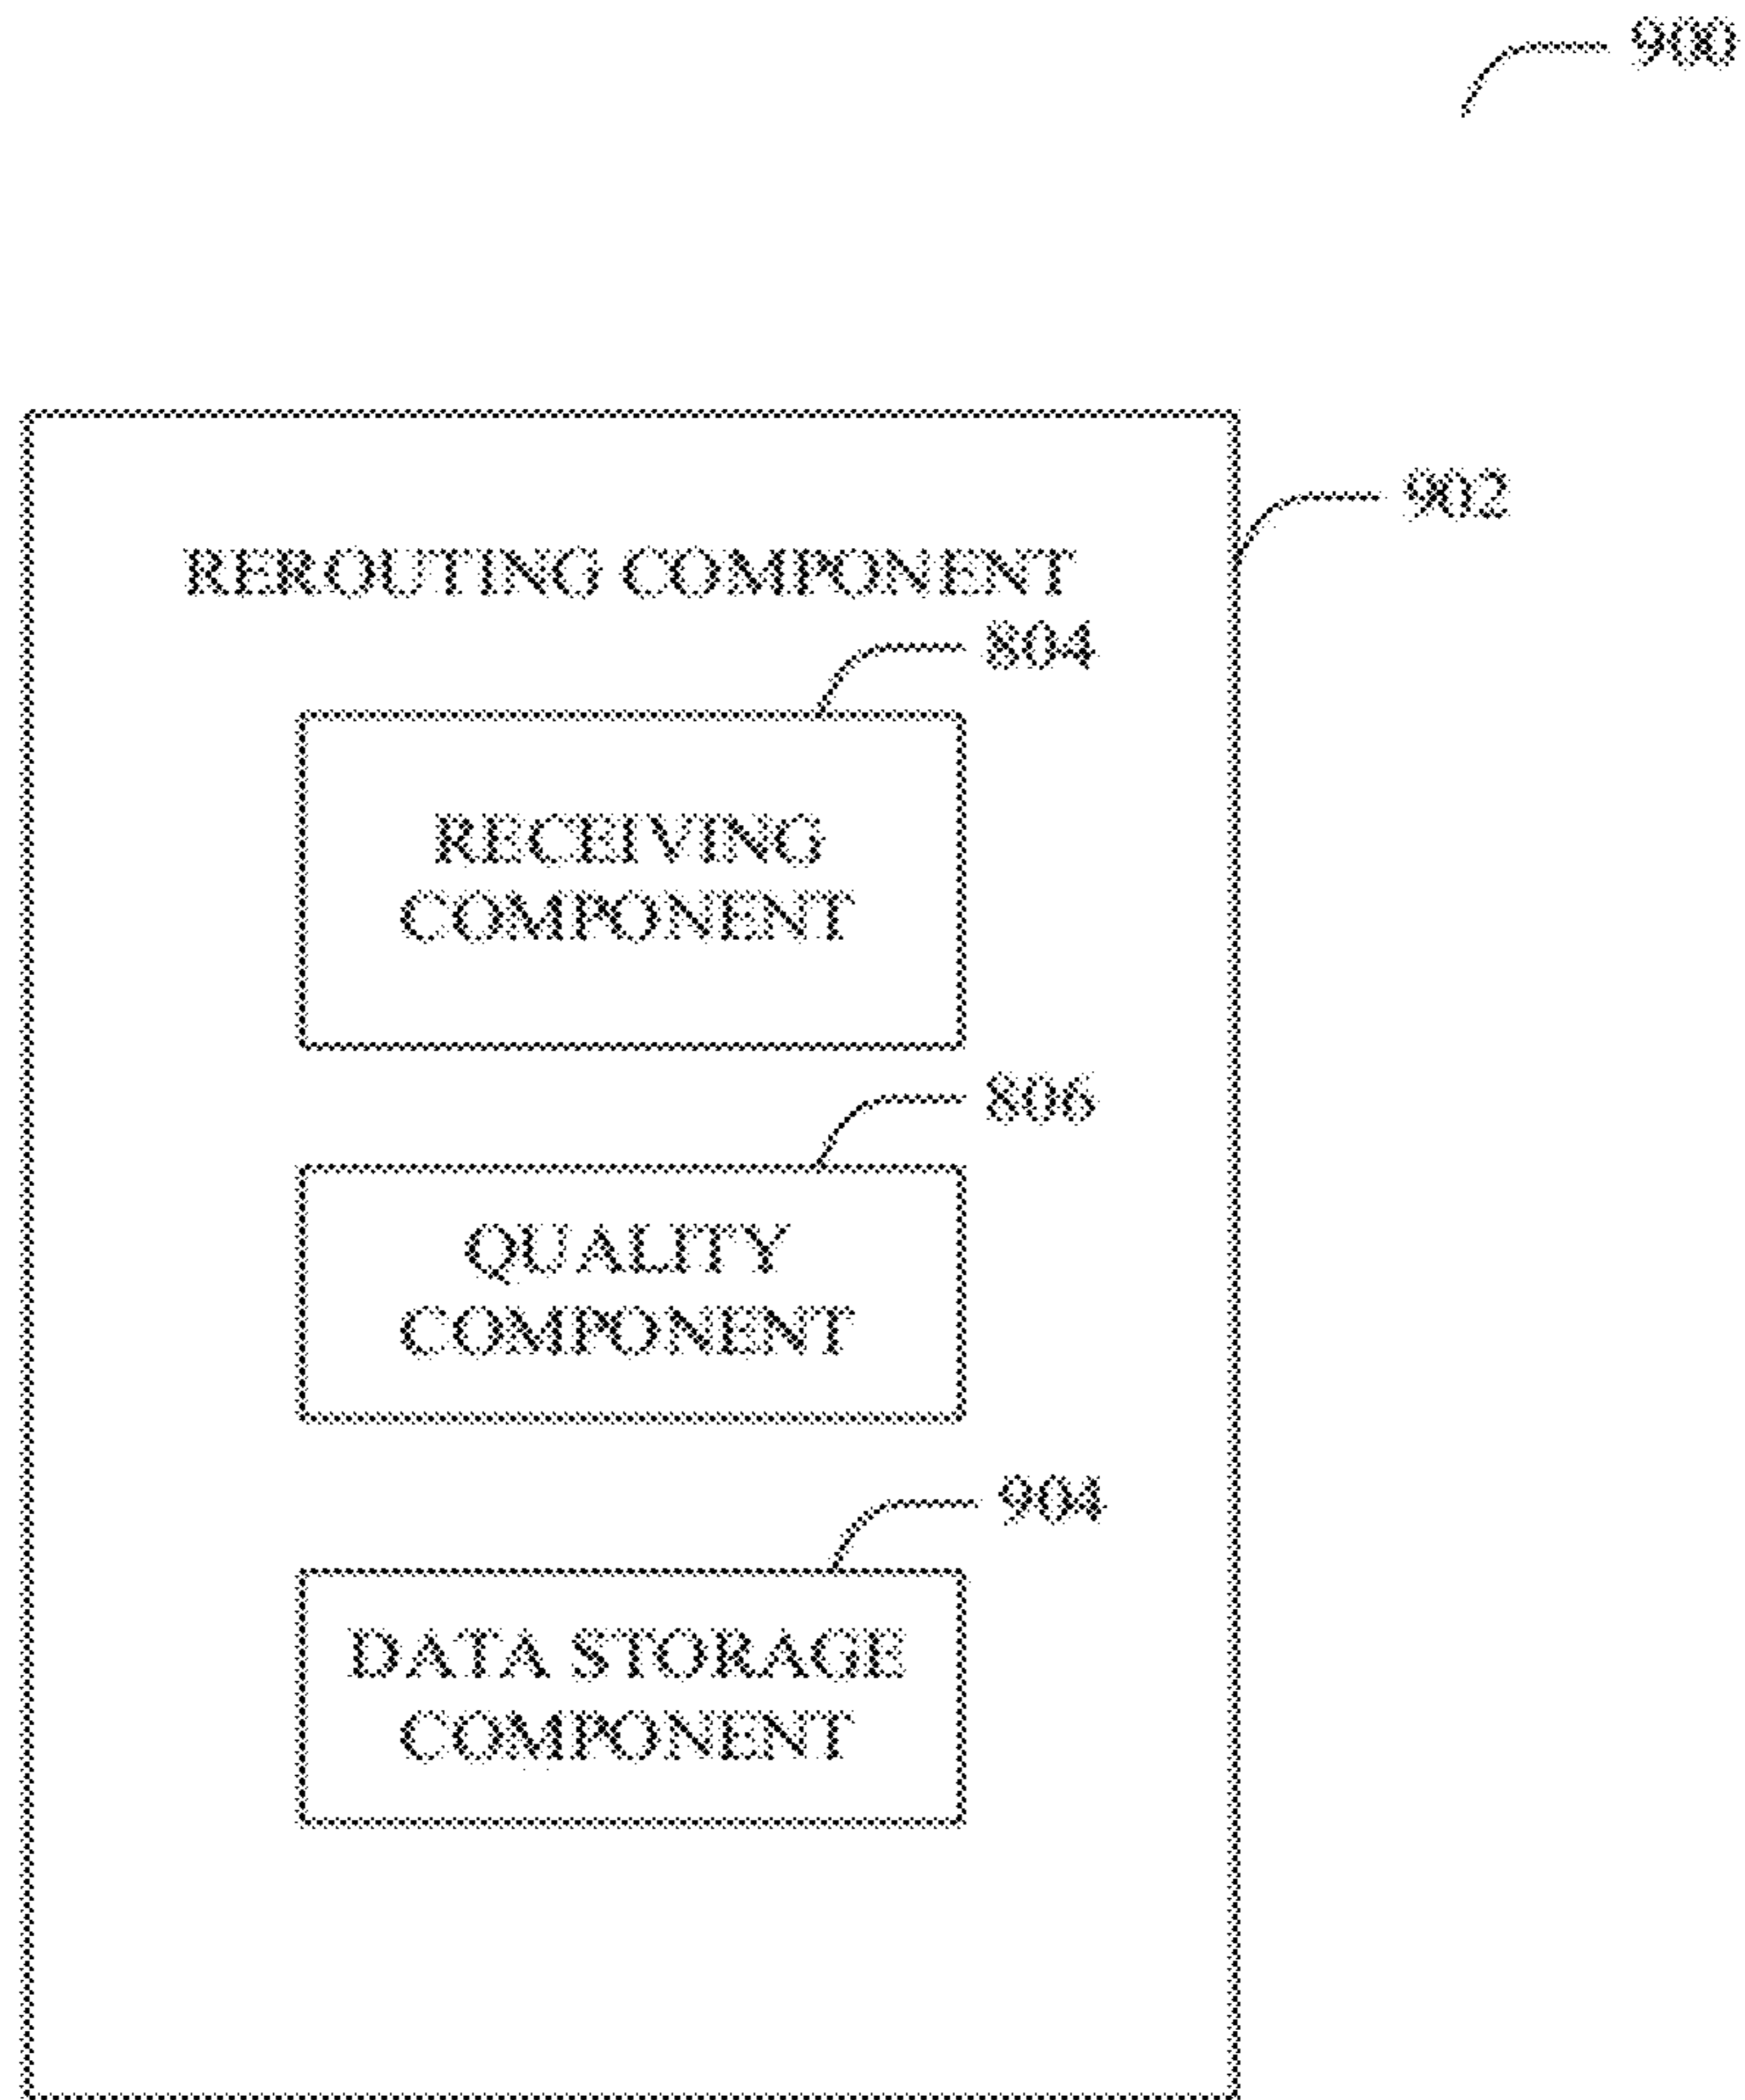 900
902
REROUTING COMPONENT
804
RECEIVING
COMPONENT
806
QUALITY
COMPONENT
904
DATA STORAGE
COMPONENT